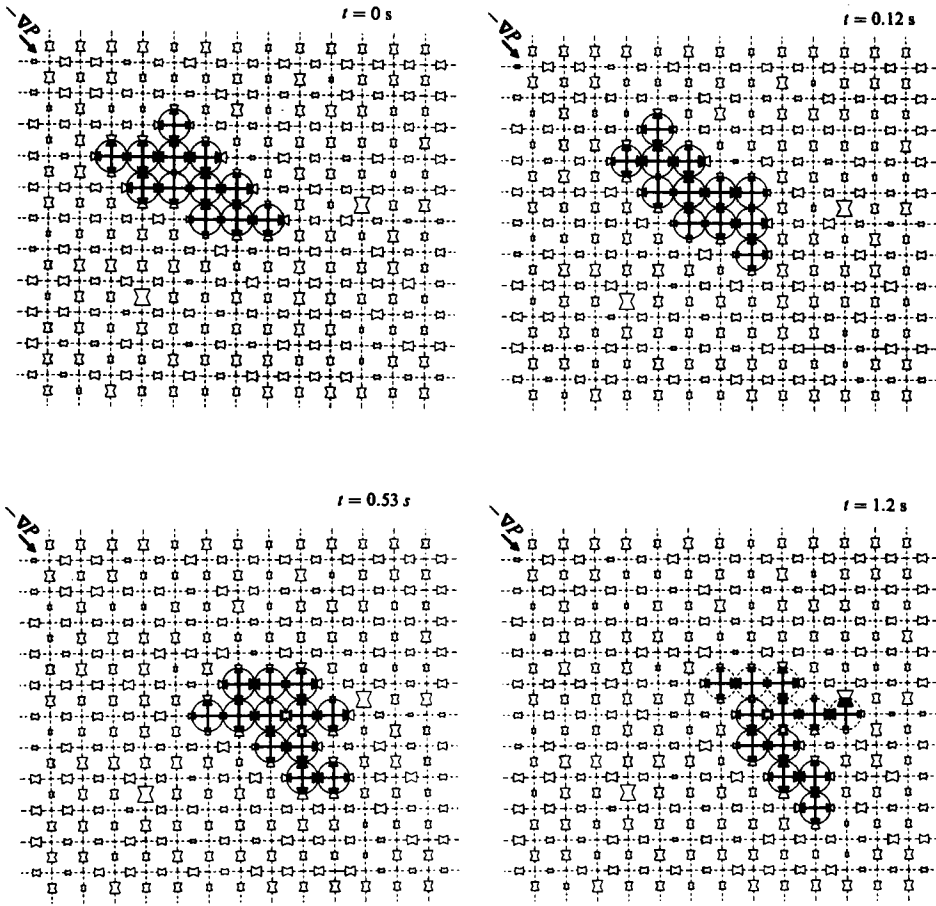 t = 0 s
− ∇P
t = 0.12 s
− ∇P
t = 0.53 s
− ∇P
t = 1.2 s
− ∇P